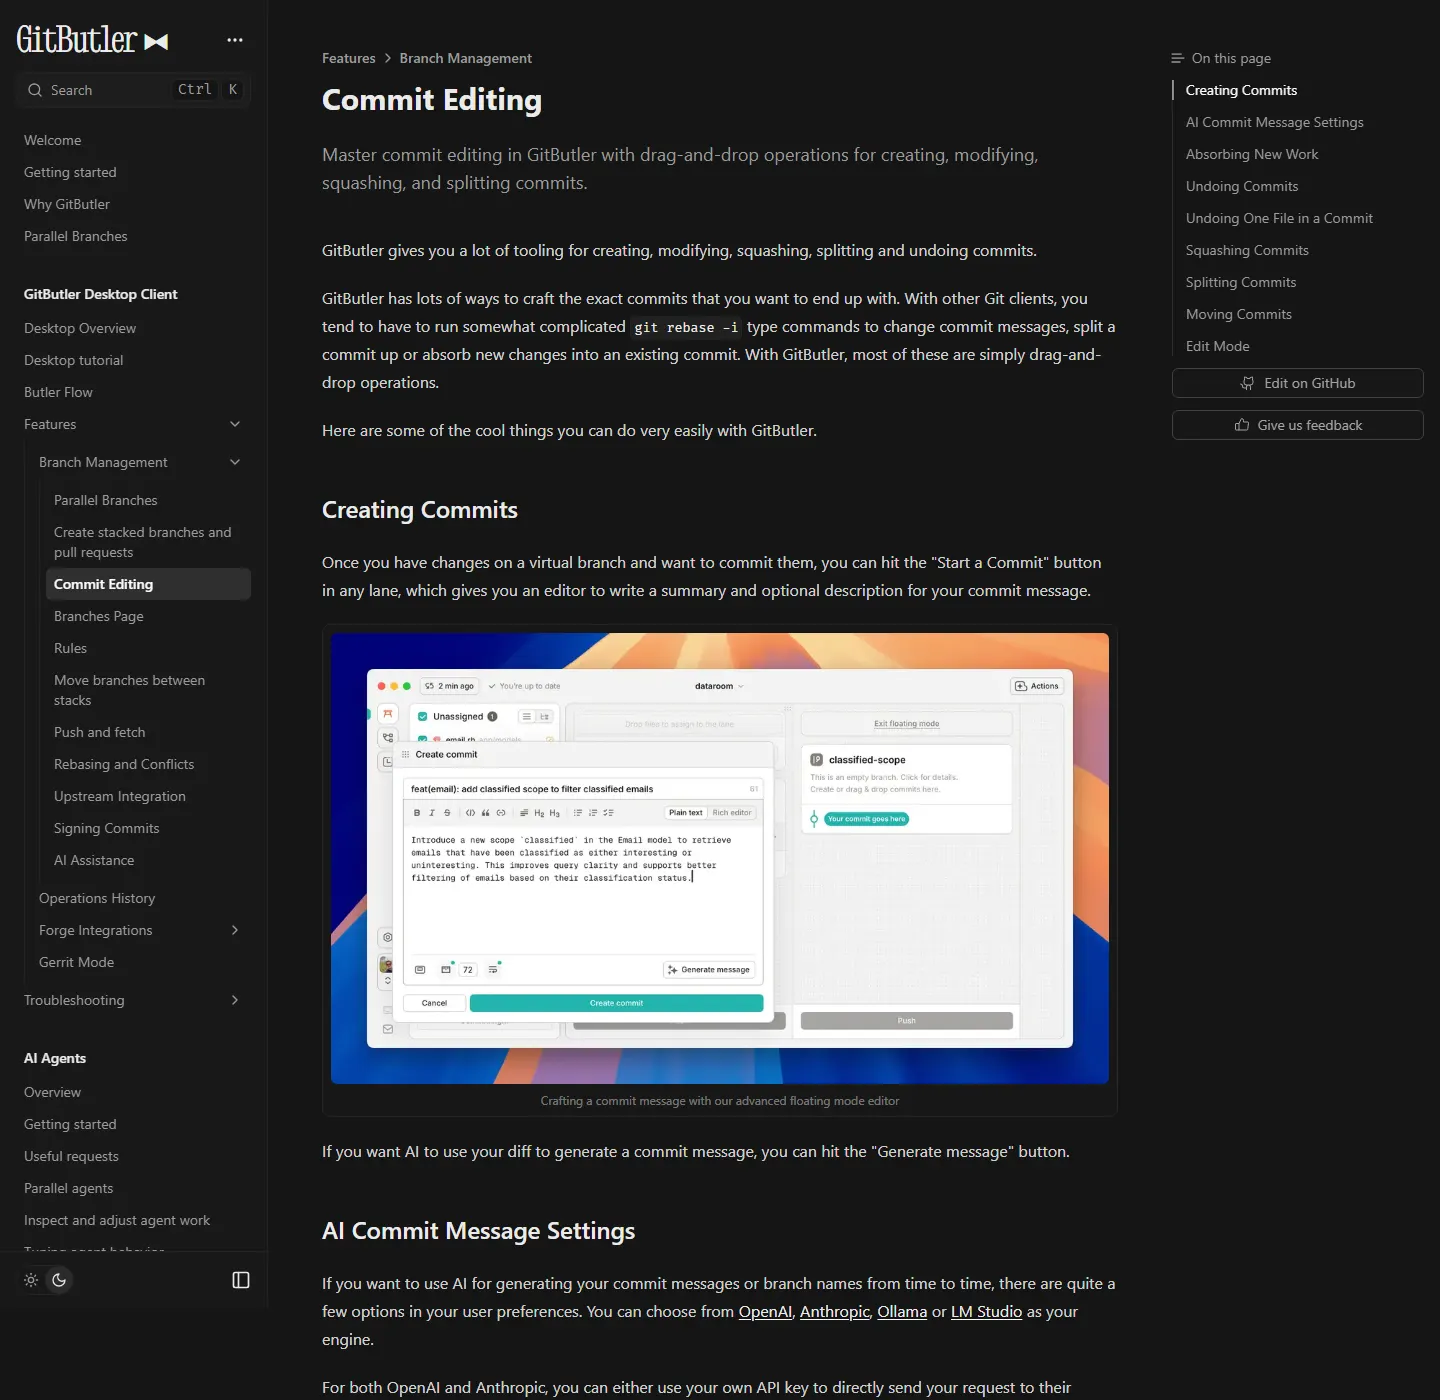 GitButler
Search Ctrl K
Welcome
Getting started
Why GitButler
Parallel Branches
GitButler Desktop Client
Desktop Overview
Desktop tutorial
Butler Flow
Features
Branch Management
Parallel Branches
Create stacked branches and
pull requests
Commit Editing
Branches Page
Rules
Move branches between
stacks
Push and fetch
Rebasing and Conflicts
Upstream Integration
Signing Commits
AI Assistance
Operations History
Forge Integrations
Gerrit Mode
Troubleshooting
AI Agents
Overview
Getting started
Useful requests
Parallel agents
Inspect and adjust agent work
Tuning agent behavior
Features > Branch Management
Commit Editing
Master commit editing in GitButler with drag-and-drop operations for creating, modifying,
squashing, and splitting commits.
GitButler gives you a lot of tooling for creating, modifying, squashing, splitting and undoing commits.
GitButler has lots of ways to craft the exact commits that you want to end up with. With other Git clients, you
tend to have to run somewhat complicated git rebase -i type commands to change commit messages, split a
commit up or absorb new changes into an existing commit. With GitButler, most of these are simply drag-and-
drop operations.
Here are some of the cool things you can do very easily with GitButler.
Creating Commits
Once you have changes on a virtual branch and want to commit them, you can hit the "Start a Commit" button
in any lane, which gives you an editor to write a summary and optional description for your commit message.
2 min ago
You're up to date
dataroom
Actions
Unassigned 1
email.rb app/models
Drop files to assign to the lane
Exit floating mode
Create commit
feat(email): add classified scope to filter classified emails
B I S H2 H3
Plain text Rich editor
Introduce a new scope `classified` in the Email model to retrieve
emails that have been classified as either interesting or
uninteresting. This improves query clarity and supports better
filtering of emails based on their classification status.
72
Generate message
Cancel
Create commit
classified-scope
This is an empty branch. Click for details.
Create or drag & drop commits here.
Your commit goes here
Push
Crafting a commit message with our advanced floating mode editor
If you want AI to use your diff to generate a commit message, you can hit the "Generate message" button.
AI Commit Message Settings
If you want to use AI for generating your commit messages or branch names from time to time, there are quite a
few options in your user preferences. You can choose from OpenAI, Anthropic, Ollama or LM Studio as your
engine.
For both OpenAI and Anthropic, you can either use your own API key to directly send your request to their
On this page
Creating Commits
AI Commit Message Settings
Absorbing New Work
Undoing Commits
Undoing One File in a Commit
Squashing Commits
Splitting Commits
Moving Commits
Edit Mode
Edit on GitHub
Give us feedback